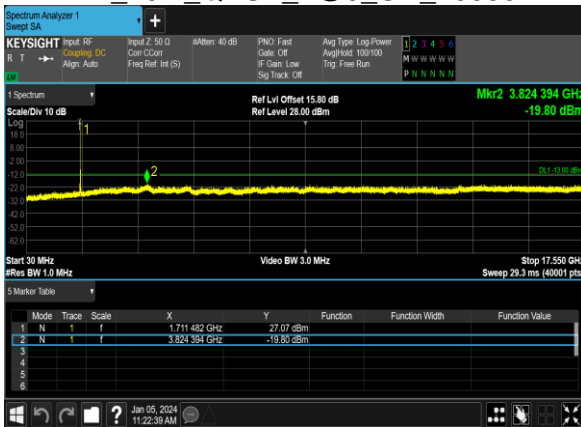 Spectrum Analyzer 1
Swept SA
KEYSIGHT Input: RF Input Z: 50 Ω #Atten: 40 dB PNO: Fast Avg Type: Log-Power 1 2 3 4 5 6
R T Coupling: DC Corr CCorr Gate: Off Avg|Hold: 100/100 M W W W W W
Align: Auto Freq Ref: Int (S) IF Gain: Low Trig: Free Run
Sig Track: Off P N N N N N
LU
1 Spectrum Ref Lvl Offset 15.80 dB Mkr2 3.824 394 GHz
Scale/Div 10 dB Ref Level 28.00 dBm -19.80 dBm
Log
18.0
8.00
-2.00
-12.0
-22.0
-32.0
-42.0
-52.0
-62.0
1
2
DL1 -13.00 dBm
Start 30 MHz Video BW 3.0 MHz Stop 17.550 GHz
#Res BW 1.0 MHz Sweep 29.3 ms (40001 pts
5 Marker Table
Mode Trace Scale X Y Function Function Width Function Value
1 N 1 f 1.711 482 GHz 27.07 dBm
2 N 1 f 3.824 394 GHz -19.80 dBm
3
4
5
6
? Jan 05, 2024
11:22:39 AM